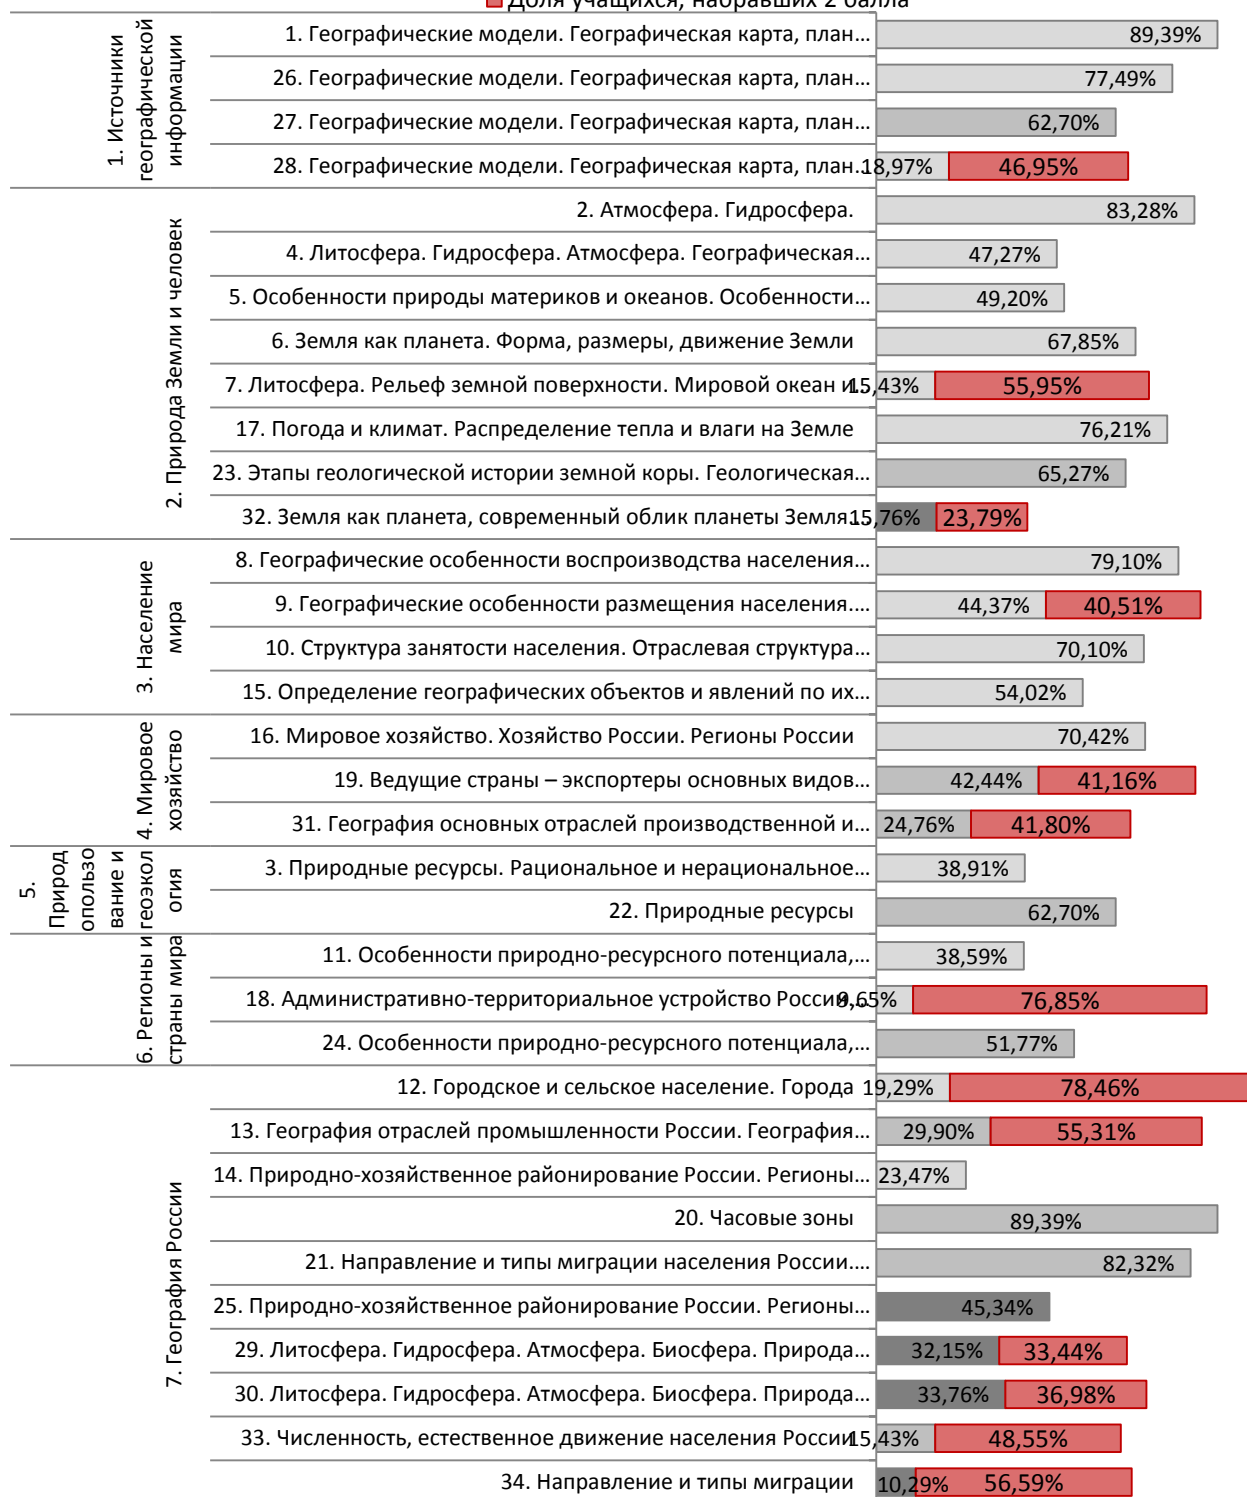 Доля учащихся, набравших 2 балла
1. Источники
географической
информации
1. Географические модели. Географическая карта, план… 89,39%
26. Географические модели. Географическая карта, план… 77,49%
27. Географические модели. Географическая карта, план… 62,70%
28. Географические модели. Географическая карта, план… 18,97% 46,95%
2. Природа Земли и человек
2. Атмосфера. Гидросфера. 83,28%
4. Литосфера. Гидросфера. Атмосфера. Географическая… 47,27%
5. Особенности природы материков и океанов. Особенности… 49,20%
6. Земля как планета. Форма, размеры, движение Земли 67,85%
7. Литосфера. Рельеф земной поверхности. Мировой океан и… 15,43% 55,95%
17. Погода и климат. Распределение тепла и влаги на Земле 76,21%
23. Этапы геологической истории земной коры. Геологическая… 65,27%
32. Земля как планета, современный облик планеты Земля.… 15,76% 23,79%
3. Население
мира
8. Географические особенности воспроизводства населения… 79,10%
9. Географические особенности размещения населения.… 44,37% 40,51%
10. Структура занятости населения. Отраслевая структура… 70,10%
15. Определение географических объектов и явлений по их… 54,02%
4. Мировое
хозяйство
16. Мировое хозяйство. Хозяйство России. Регионы России 70,42%
19. Ведущие страны – экспортеры основных видов… 42,44% 41,16%
31. География основных отраслей производственной и… 24,76% 41,80%
5.
Природ
опользо
вание и
геоэкол
огия
3. Природные ресурсы. Рациональное и нерациональное… 38,91%
22. Природные ресурсы 62,70%
6. Регионы и
страны мира
11. Особенности природно-ресурсного потенциала,… 38,59%
18. Административно-территориальное устройство России.… 9,65% 76,85%
24. Особенности природно-ресурсного потенциала,… 51,77%
7. География России
12. Городское и сельское население. Города 19,29% 78,46%
13. География отраслей промышленности России. География… 29,90% 55,31%
14. Природно-хозяйственное районирование России. Регионы… 23,47%
20. Часовые зоны 89,39%
21. Направление и типы миграции населения России.… 82,32%
25. Природно-хозяйственное районирование России. Регионы… 45,34%
29. Литосфера. Гидросфера. Атмосфера. Биосфера. Природа… 32,15% 33,44%
30. Литосфера. Гидросфера. Атмосфера. Биосфера. Природа… 33,76% 36,98%
33. Численность, естественное движение населения России 15,43% 48,55%
34. Направление и типы миграции 10,29% 56,59%